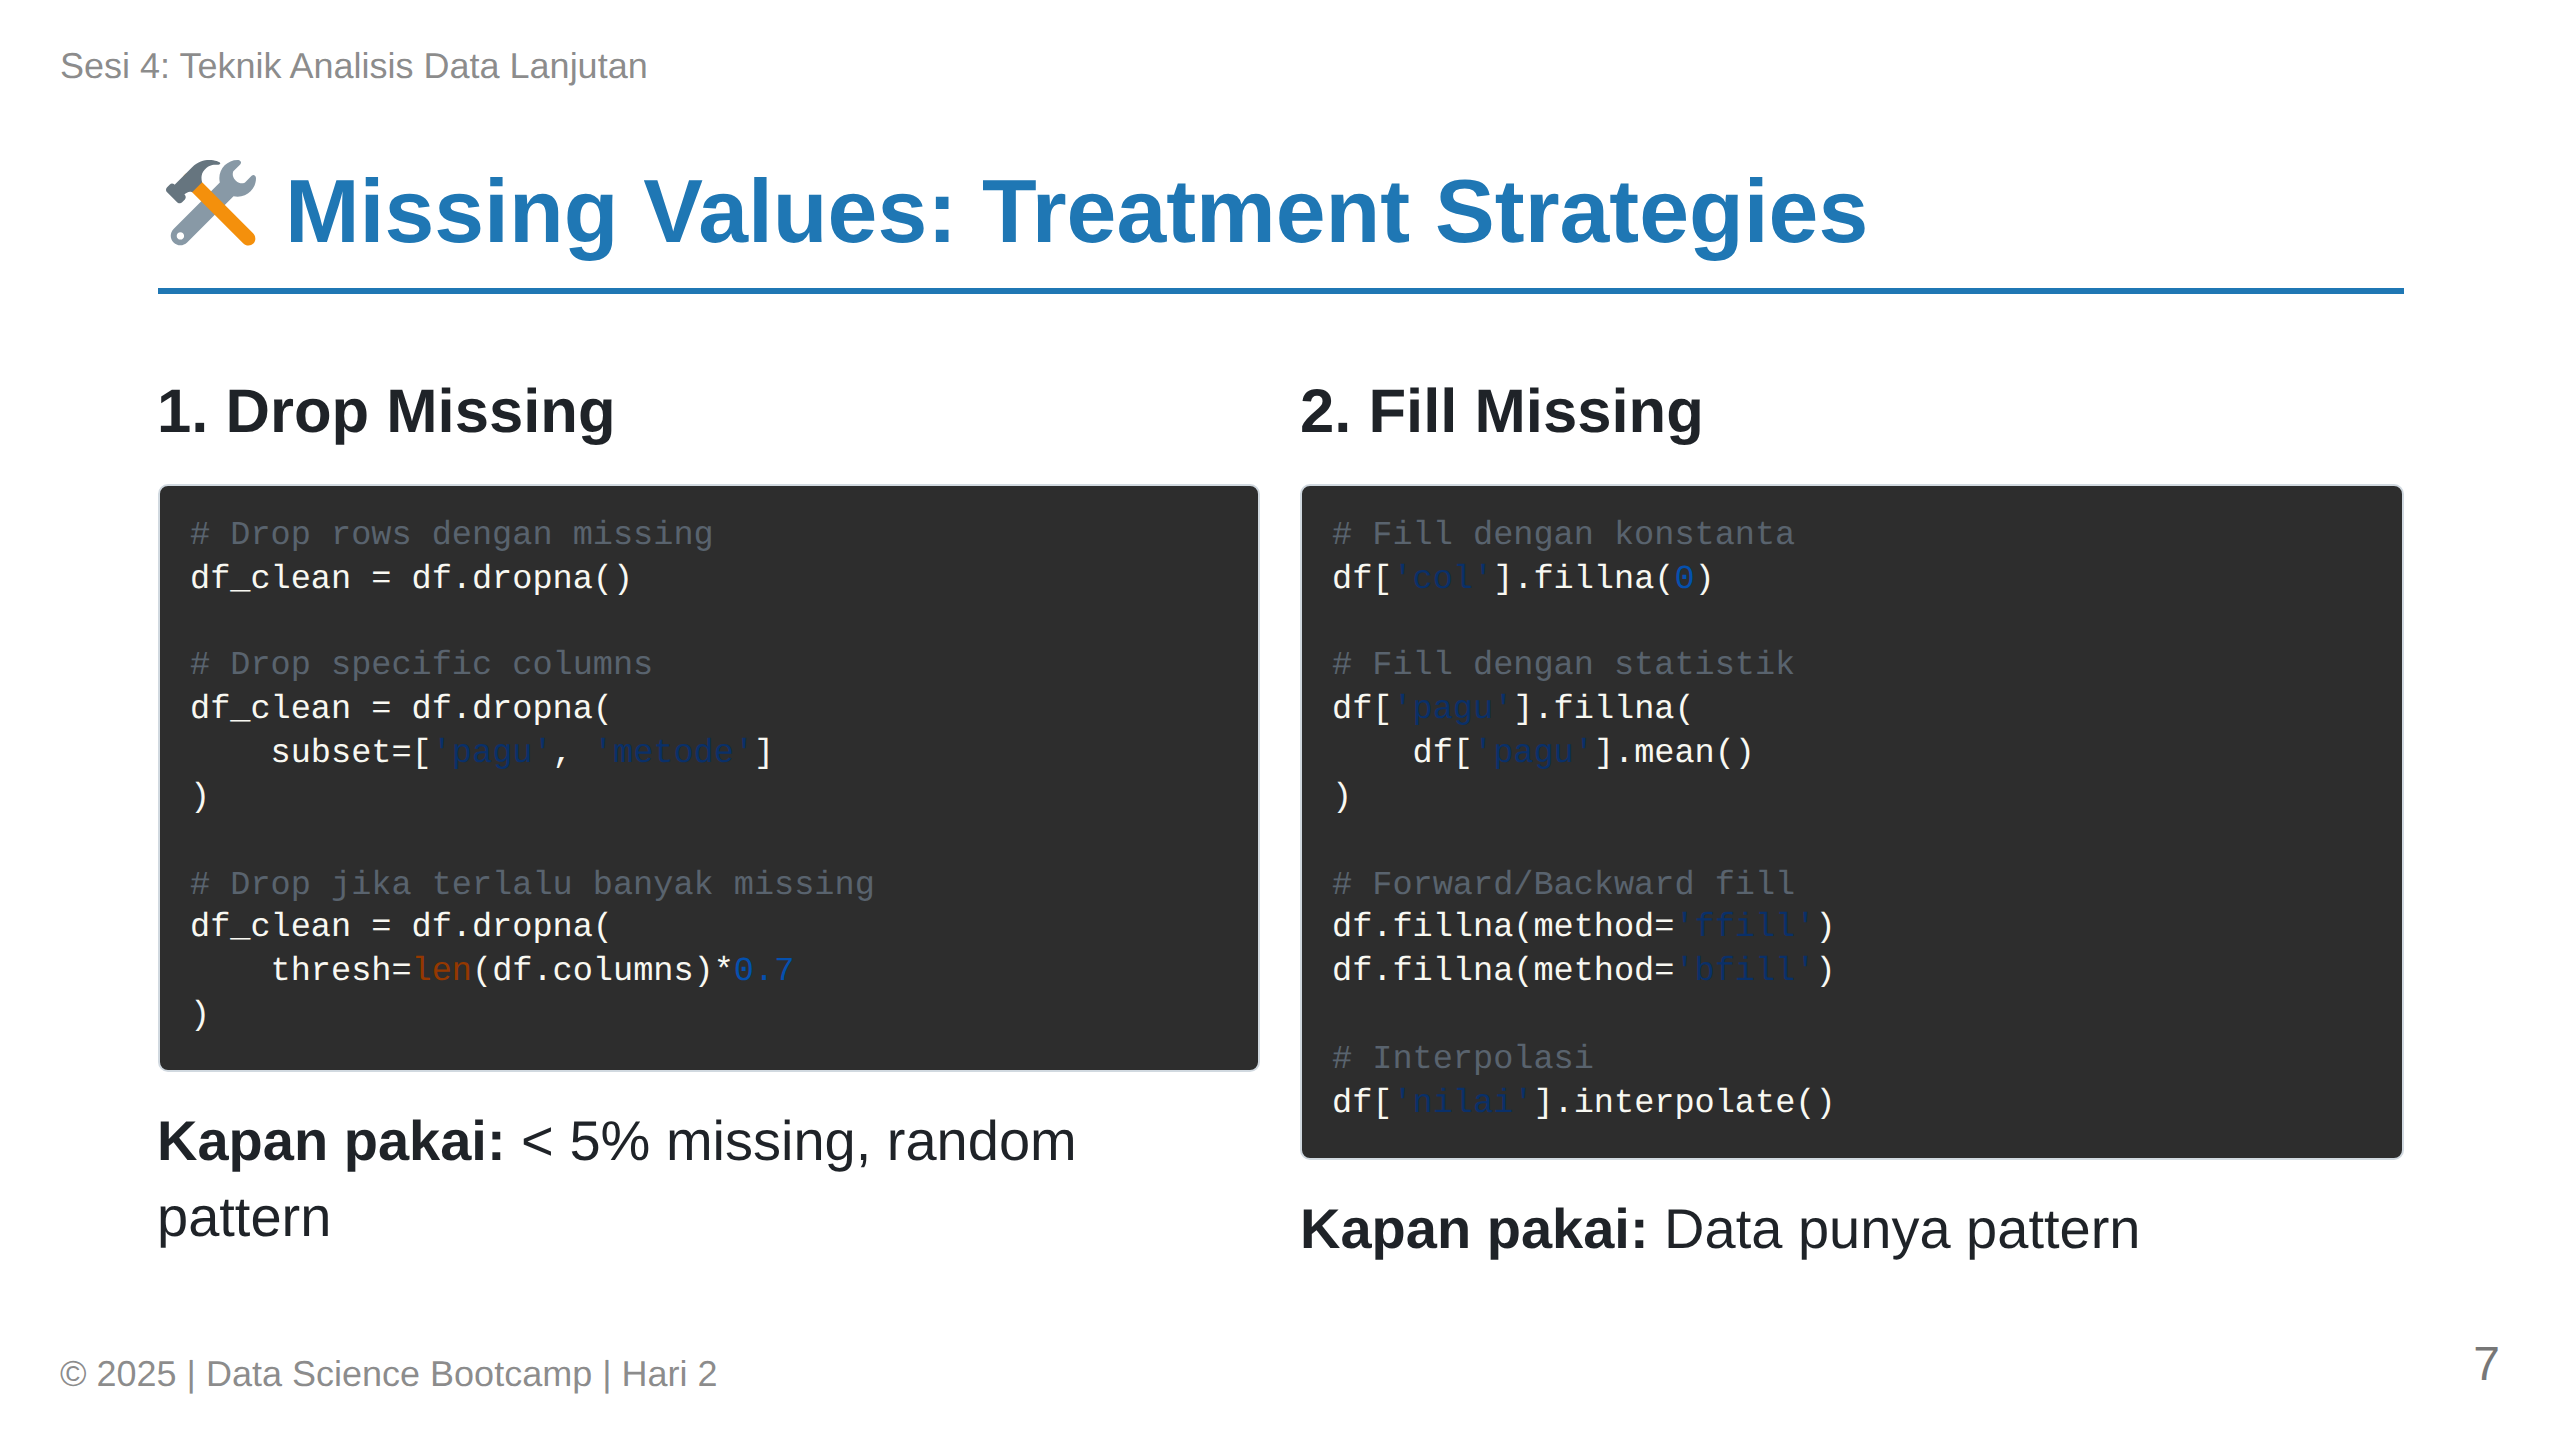 Sesi 4: Teknik Analisis Data Lanjutan
Missing Values: Treatment Strategies
1. Drop Missing
# Drop rows dengan missing
df_clean = df.dropna()
# Drop specific columns
df_clean = df.dropna(
    subset=['pagu', 'metode']
)
# Drop jika terlalu banyak missing
df_clean = df.dropna(
    thresh=len(df.columns)*0.7
)
Kapan pakai: < 5% missing, random
pattern
2. Fill Missing
# Fill dengan konstanta
df['col'].fillna(0)
# Fill dengan statistik
df['pagu'].fillna(
    df['pagu'].mean()
)
# Forward/Backward fill
df.fillna(method='ffill')
df.fillna(method='bfill')
# Interpolasi
df['nilai'].interpolate()
Kapan pakai: Data punya pattern
© 2025 | Data Science Bootcamp | Hari 2
7